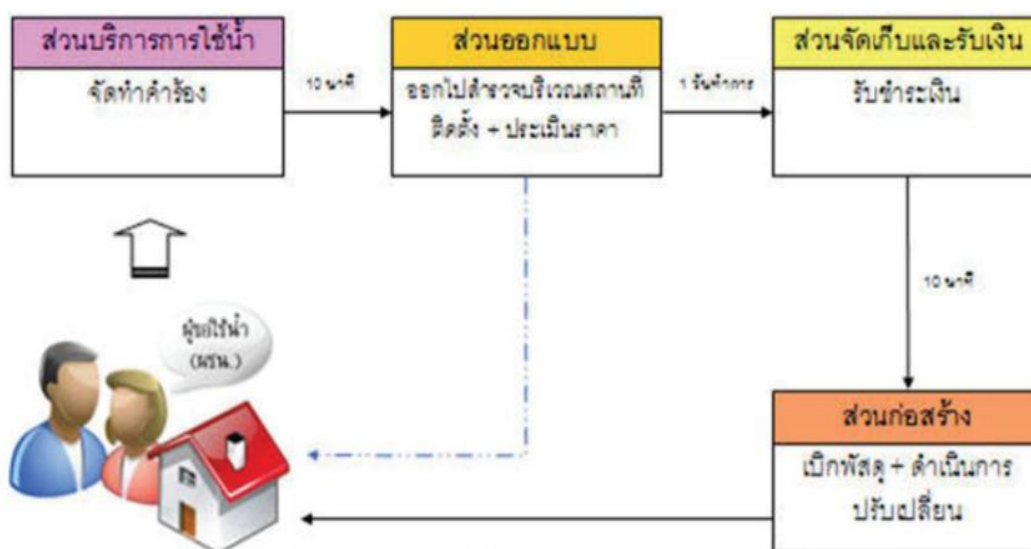 ส่วนบริการการใช้น้ำ
จัดทำคำร้อง
10 นาที
ส่วนออกแบบ
ออกไปสำรวจบริเวณสถานที่
ติดตั้ง + ประเมินราคา
1 วันทำการ
ส่วนจัดเก็บและรับเงิน
รับชำระเงิน
10 นาที
ผู้ขอใช้น้ำ
(ผชน.)
ส่วนก่อสร้าง
เบิกพัสดุ + ดำเนินการ
ปรับเปลี่ยน